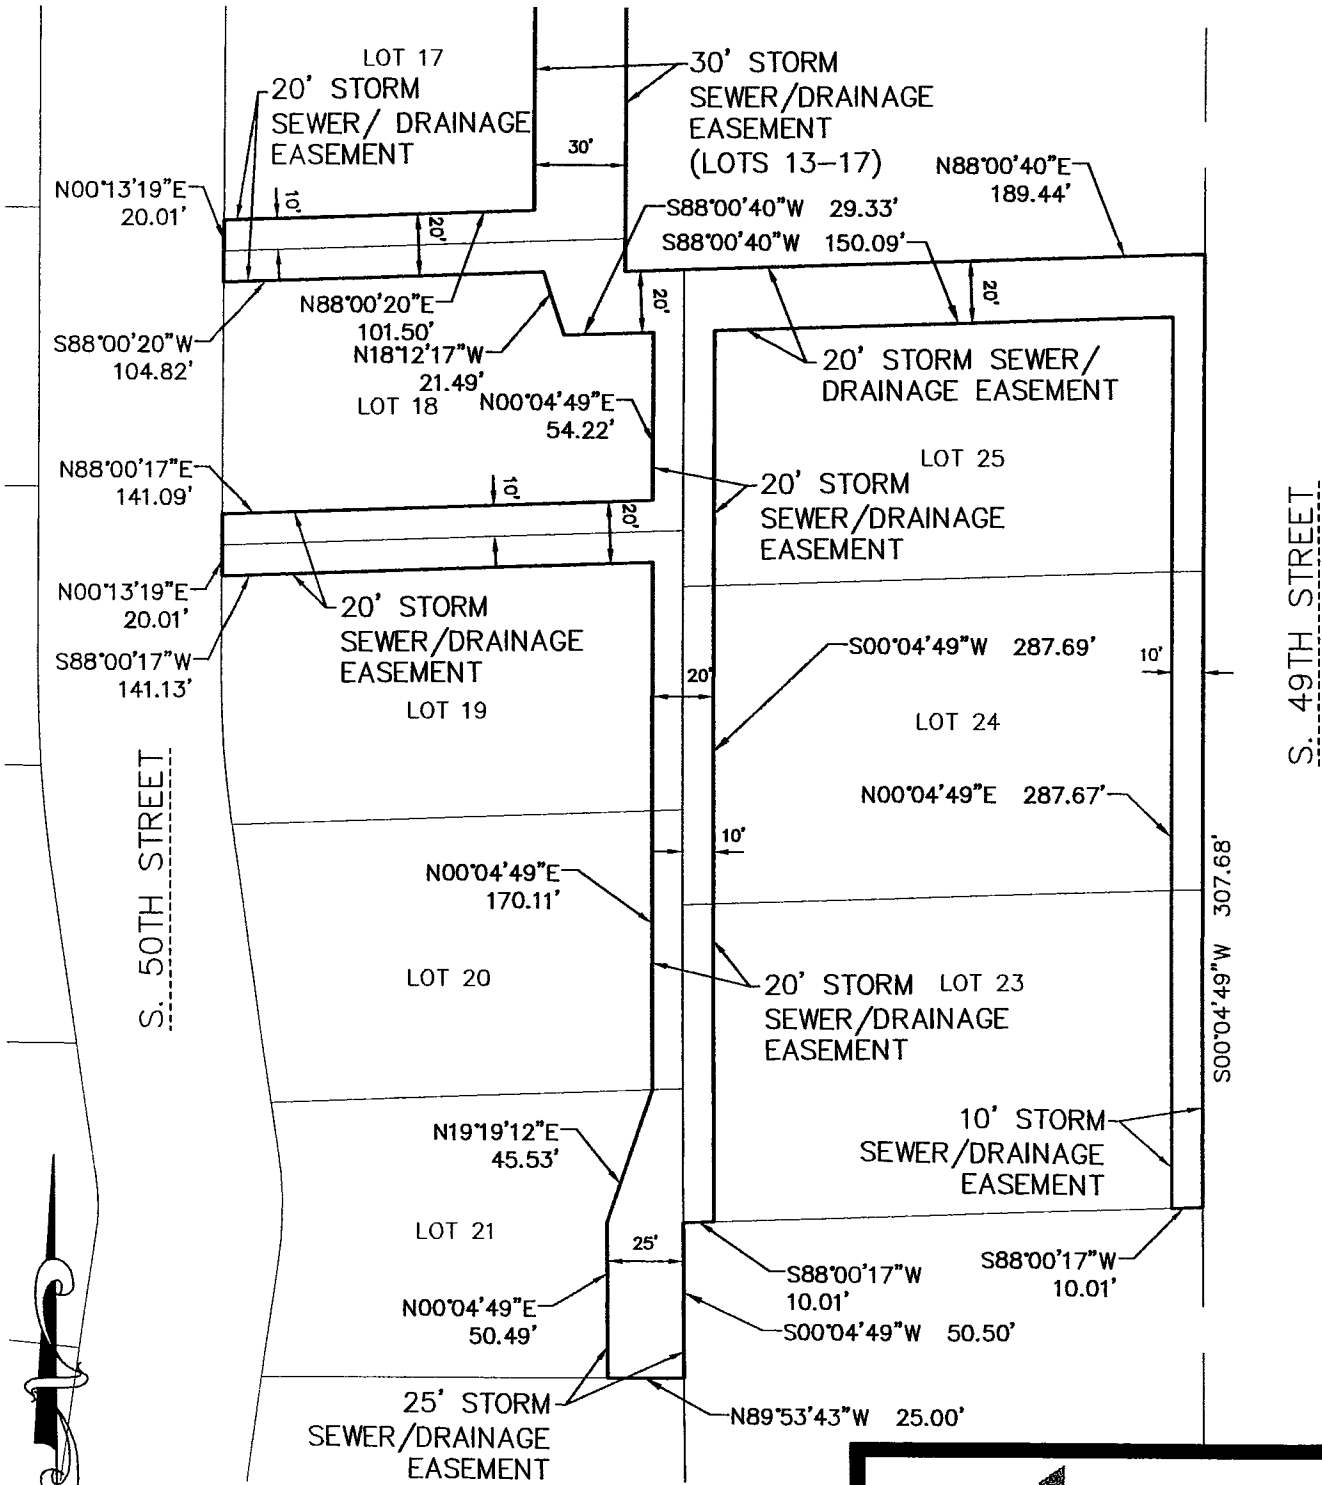 LOT 17
20' STORM
SEWER/ DRAINAGE
EASEMENT
30' STORM
SEWER/DRAINAGE
EASEMENT
(LOTS 13-17)
30'
N88°00'40"E
189.44'
N00°13'19"E
20.01'
10'
20'
S88°00'40"W 29.33'
S88°00'40"W 150.09'
N88°00'20"E
101.50'
20'
20'
S88°00'20"W
104.82'
N18°12'17"W
21.49'
20' STORM SEWER/
DRAINAGE EASEMENT
LOT 18
N00°04'49"E
54.22'
LOT 25
N88°00'17"E
141.09'
10'
20'
20' STORM
SEWER/DRAINAGE
EASEMENT
S. 49TH STREET
N00°13'19"E
20.01'
20' STORM
SEWER/DRAINAGE
EASEMENT
S88°00'17"W
141.13'
S00°04'49"W 287.69'
10'
20'
LOT 19
LOT 24
S. 50TH STREET
N00°04'49"E 287.67'
10'
N00°04'49"E
170.11'
S00°04'49"W 307.68'
LOT 20
20' STORM
SEWER/DRAINAGE
EASEMENT
LOT 23
N19°19'12"E
45.53'
10' STORM
SEWER/DRAINAGE
EASEMENT
LOT 21
25'
S88°00'17"W
10.01'
S88°00'17"W
10.01'
N00°04'49"E
50.49'
S00°04'49"W 50.50'
25' STORM
SEWER/DRAINAGE
EASEMENT
N89°53'43"W 25.00'